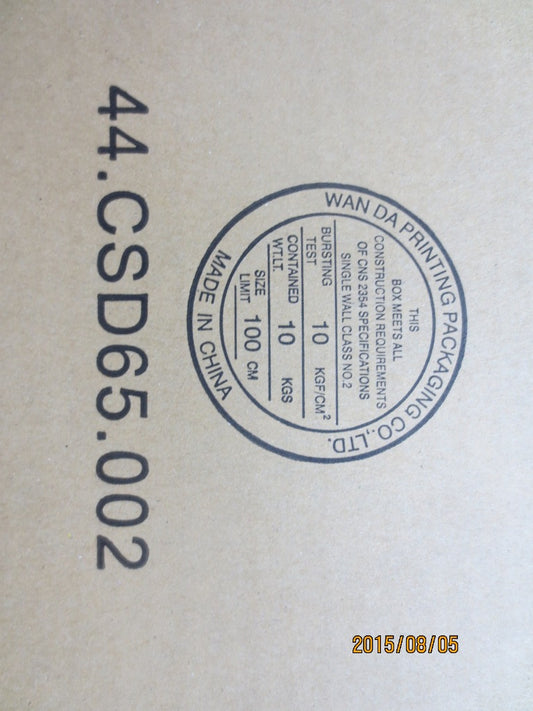 WAN DA PRINTING PACKAGING CO.,LTD.
THIS
BOX MEETS ALL
CONSTRUCTION REQUIREMENTS
OF CNS 2354 SPECIFICATIONS
SINGLE WALL CLASS NO.2
BURSTING
TEST 10 KGF/CM²
CONTAINED
WT.LT. 10 KGS
SIZE
LIMIT 100 CM
MADE IN CHINA
44.CSD65.002
2015/08/05